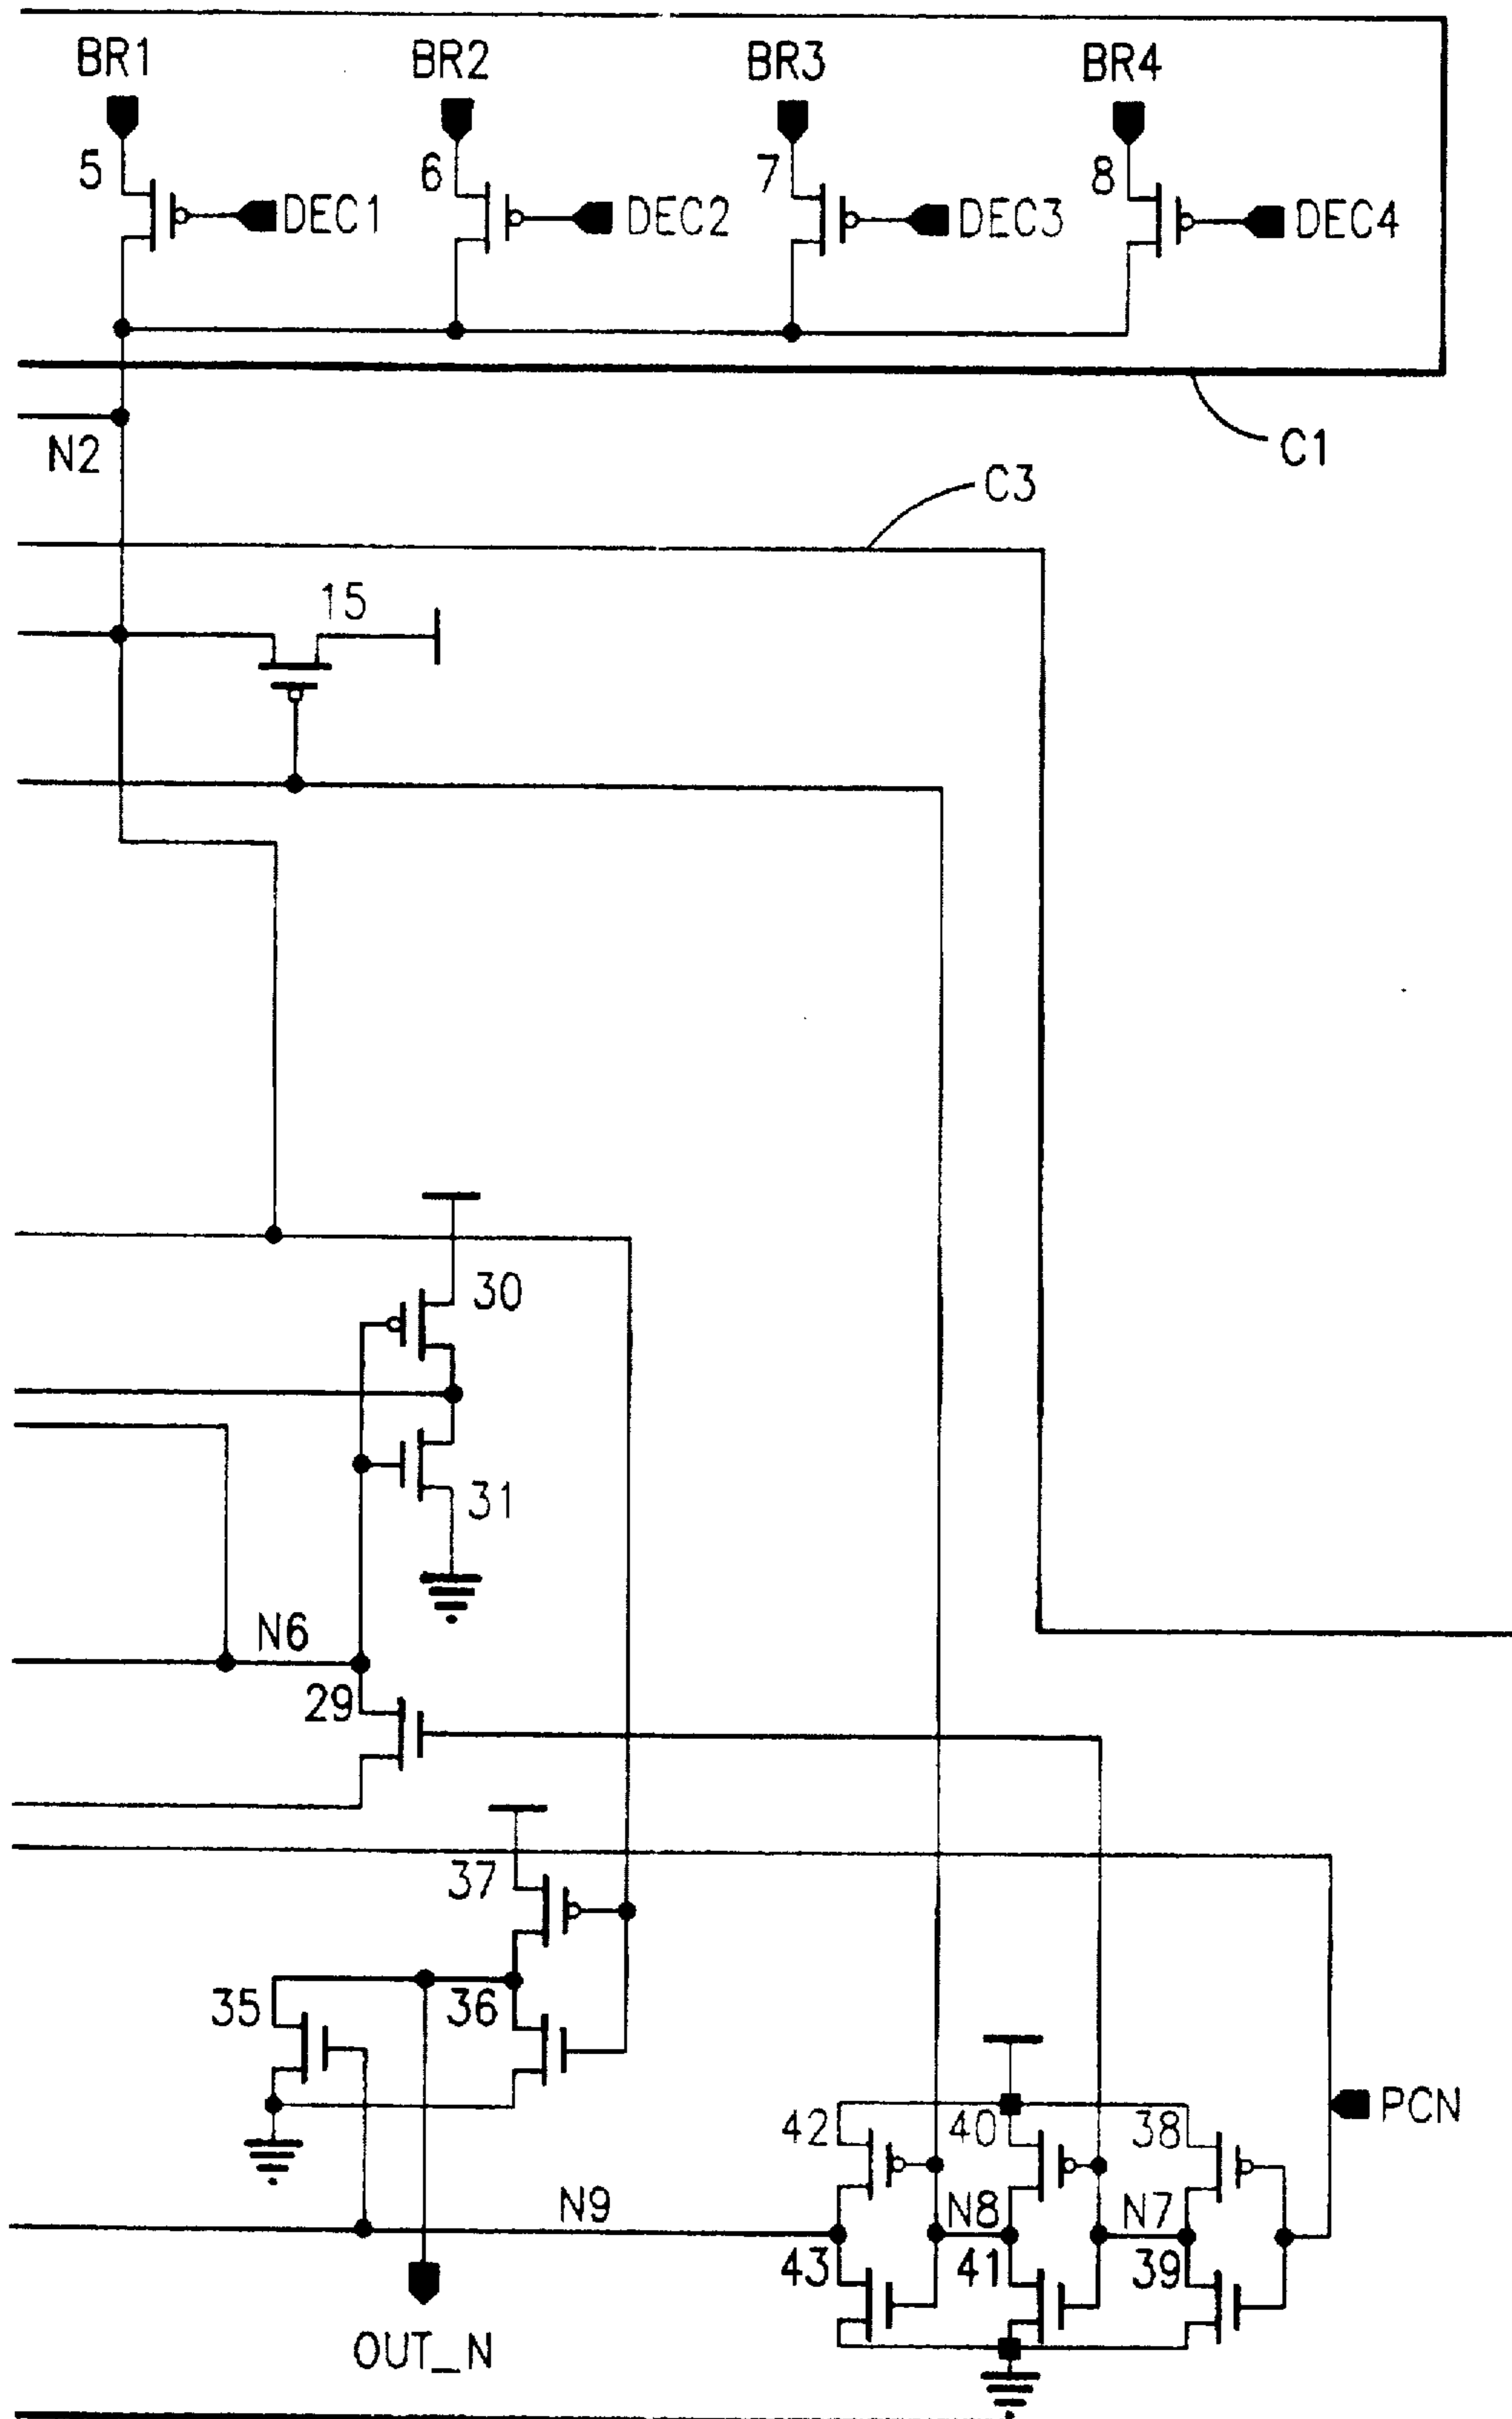 BR1 BR2 BR3 BR4
5 6 7 8
DEC1 DEC2 DEC3 DEC4
N2
C1
C3
15
30
31
N6
29
37
35 36
PCN
42 40 38
N9 N8 N7
43 41 39
OUT_N